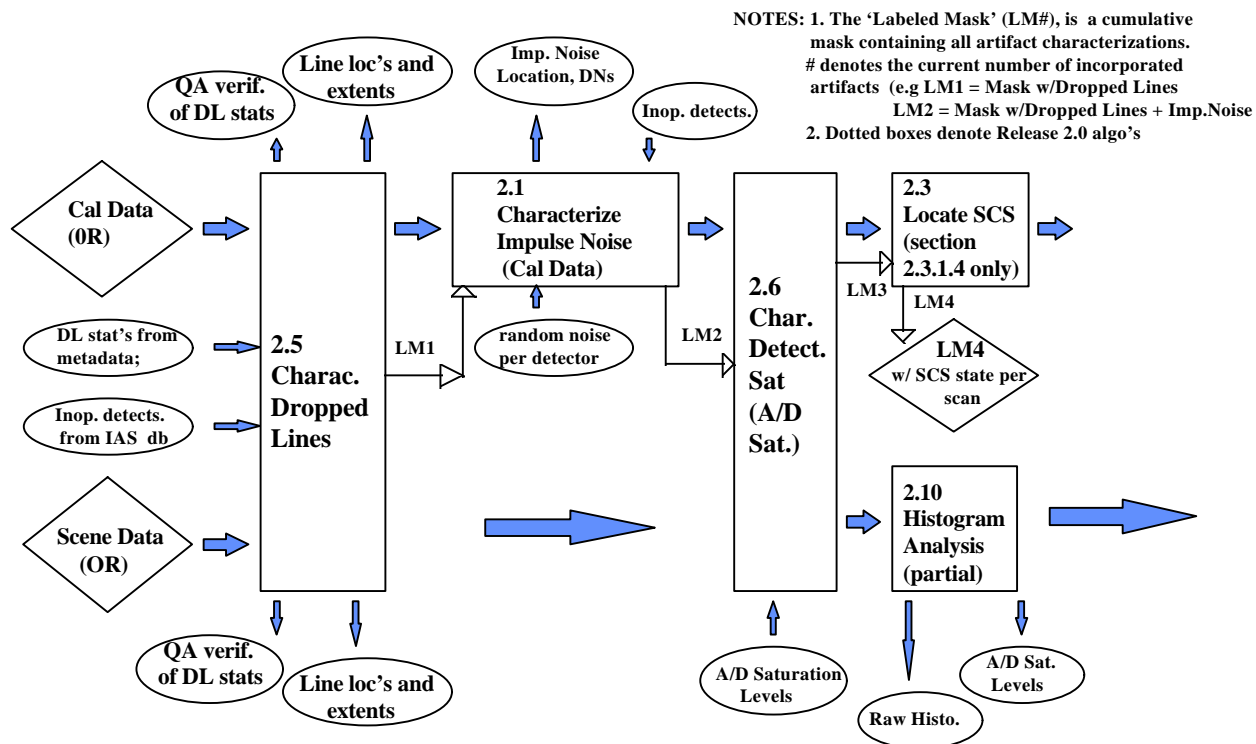 NOTES: 1. The ‘Labeled Mask’ (LM#), is a cumulative
mask containing all artifact characterizations.
# denotes the current number of incorporated
artifacts (e.g LM1 = Mask w/Dropped Lines
LM2 = Mask w/Dropped Lines + Imp.Noise
2. Dotted boxes denote Release 2.0 algo’s
QA verif.
of DL stats
Line loc’s and
extents
Imp. Noise
Location, DNs
Inop. detects.
Cal Data
(0R)
DL stat’s from
metadata;
Inop. detects.
from IAS db
Scene Data
(OR)
2.5
Charac.
Dropped
Lines
LM1
2.1
Characterize
Impulse Noise
(Cal Data)
random noise
per detector
LM2
2.6
Char.
Detect.
Sat
(A/D
Sat.)
LM3
2.3
Locate SCS
(section
2.3.1.4 only)
LM4
LM4
w/ SCS state per
scan
2.10
Histogram
Analysis
(partial)
QA verif.
of DL stats
Line loc’s and
extents
A/D Saturation
Levels
Raw Histo.
A/D Sat.
Levels